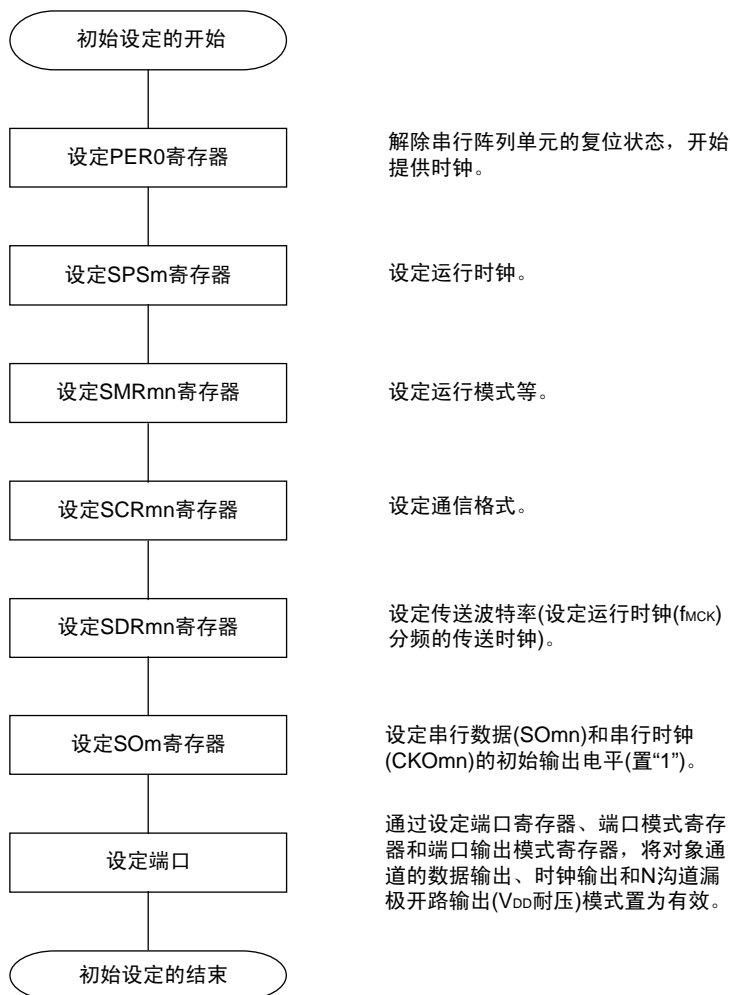 初始设定的开始
设定PER0寄存器
解除串行阵列单元的复位状态，开始
提供时钟。
设定SPSm寄存器
设定运行时钟。
设定SMRmn寄存器
设定运行模式等。
设定SCRmn寄存器
设定通信格式。
设定SDRmn寄存器
设定传送波特率(设定运行时钟(fMCK)
分频的传送时钟)。
设定SOm寄存器
设定串行数据(SOmn)和串行时钟
(CKOmn)的初始输出电平(置“1”)。
设定端口
通过设定端口寄存器、端口模式寄存
器和端口输出模式寄存器，将对象通
道的数据输出、时钟输出和N沟道漏
极开路输出(VDD耐压)模式置为有效。
初始设定的结束